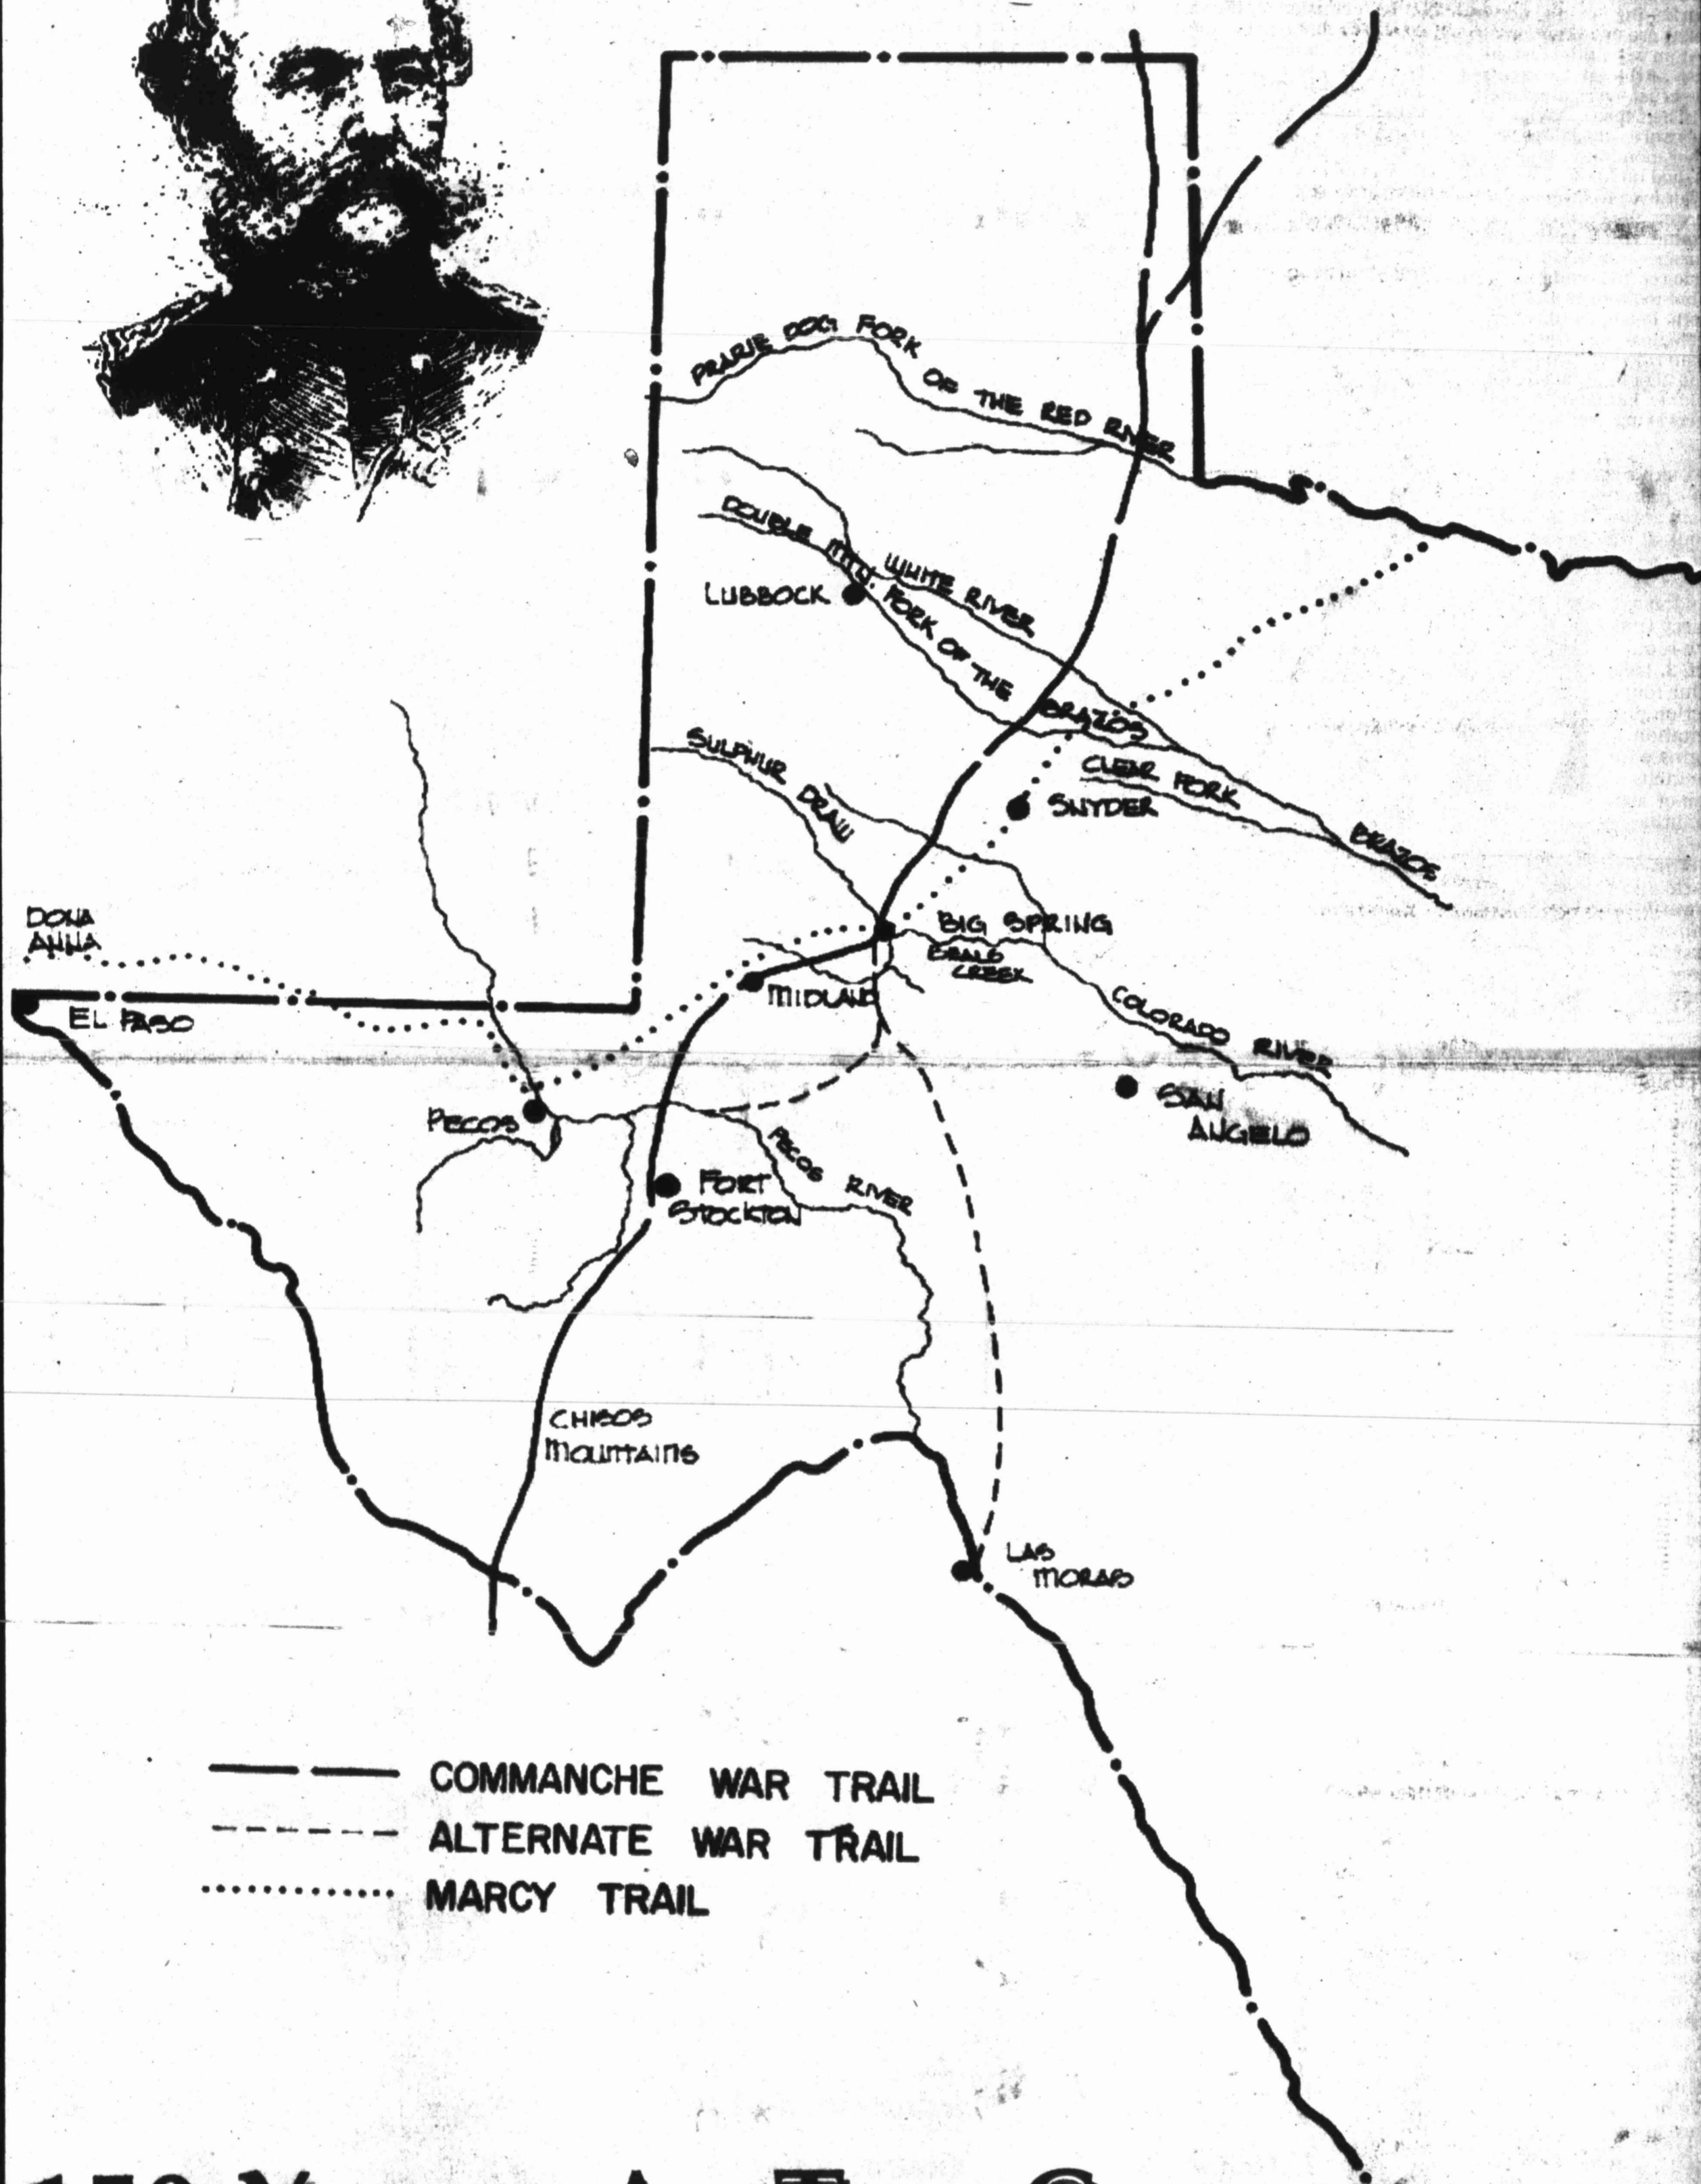 PRARIE DOG FORK OF THE RED RIVER
DOUBLE MTN. FORK OF THE BRAZOS
WHITE RIVER
LUBBOCK
CLEAR FORK
BRAZOS
SULPHUR DRAW
SNYDER
DONA
ANNA
BIG SPRING
CREEK
MIDLAND
EL PASO
COLORADO RIVER
SAN
ANGELO
PECOS
PECOS RIVER
FORT
STOCKTON
CHISOS
MOUNTAINS
LAS
MORAS
COMMANCHE WAR TRAIL
ALTERNATE WAR TRAIL
MARCY TRAIL